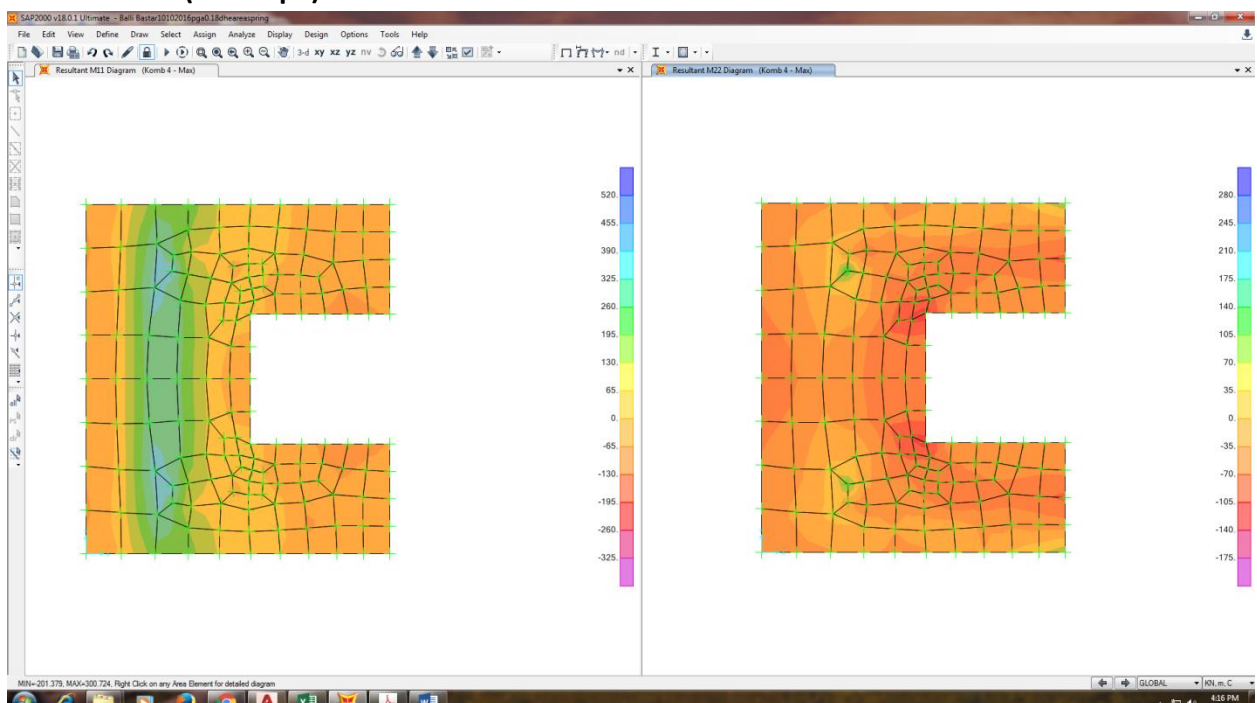 SAP2000 v18.0.1 Ultimate - Balli Bastar10102016pga0.18dheareaspring
File Edit View Define Draw Select Assign Analyze Display Design Options Tools Help
3-d xy xz yz nv
nd
Resultant M11 Diagram (Komb 4 - Max)
Resultant M22 Diagram (Komb 4 - Max)
520.
455.
390.
325.
260.
195.
130.
65.
0.
-65.
-130.
-195.
-260.
-325.
280.
245.
210.
175.
140.
105.
70.
35.
0.
-35.
-70.
-105.
-140.
-175.
MIN=-201.379, MAX=300.724, Right Click on any Area Element for detailed diagram
GLOBAL
KN, m, C
4:16 PM